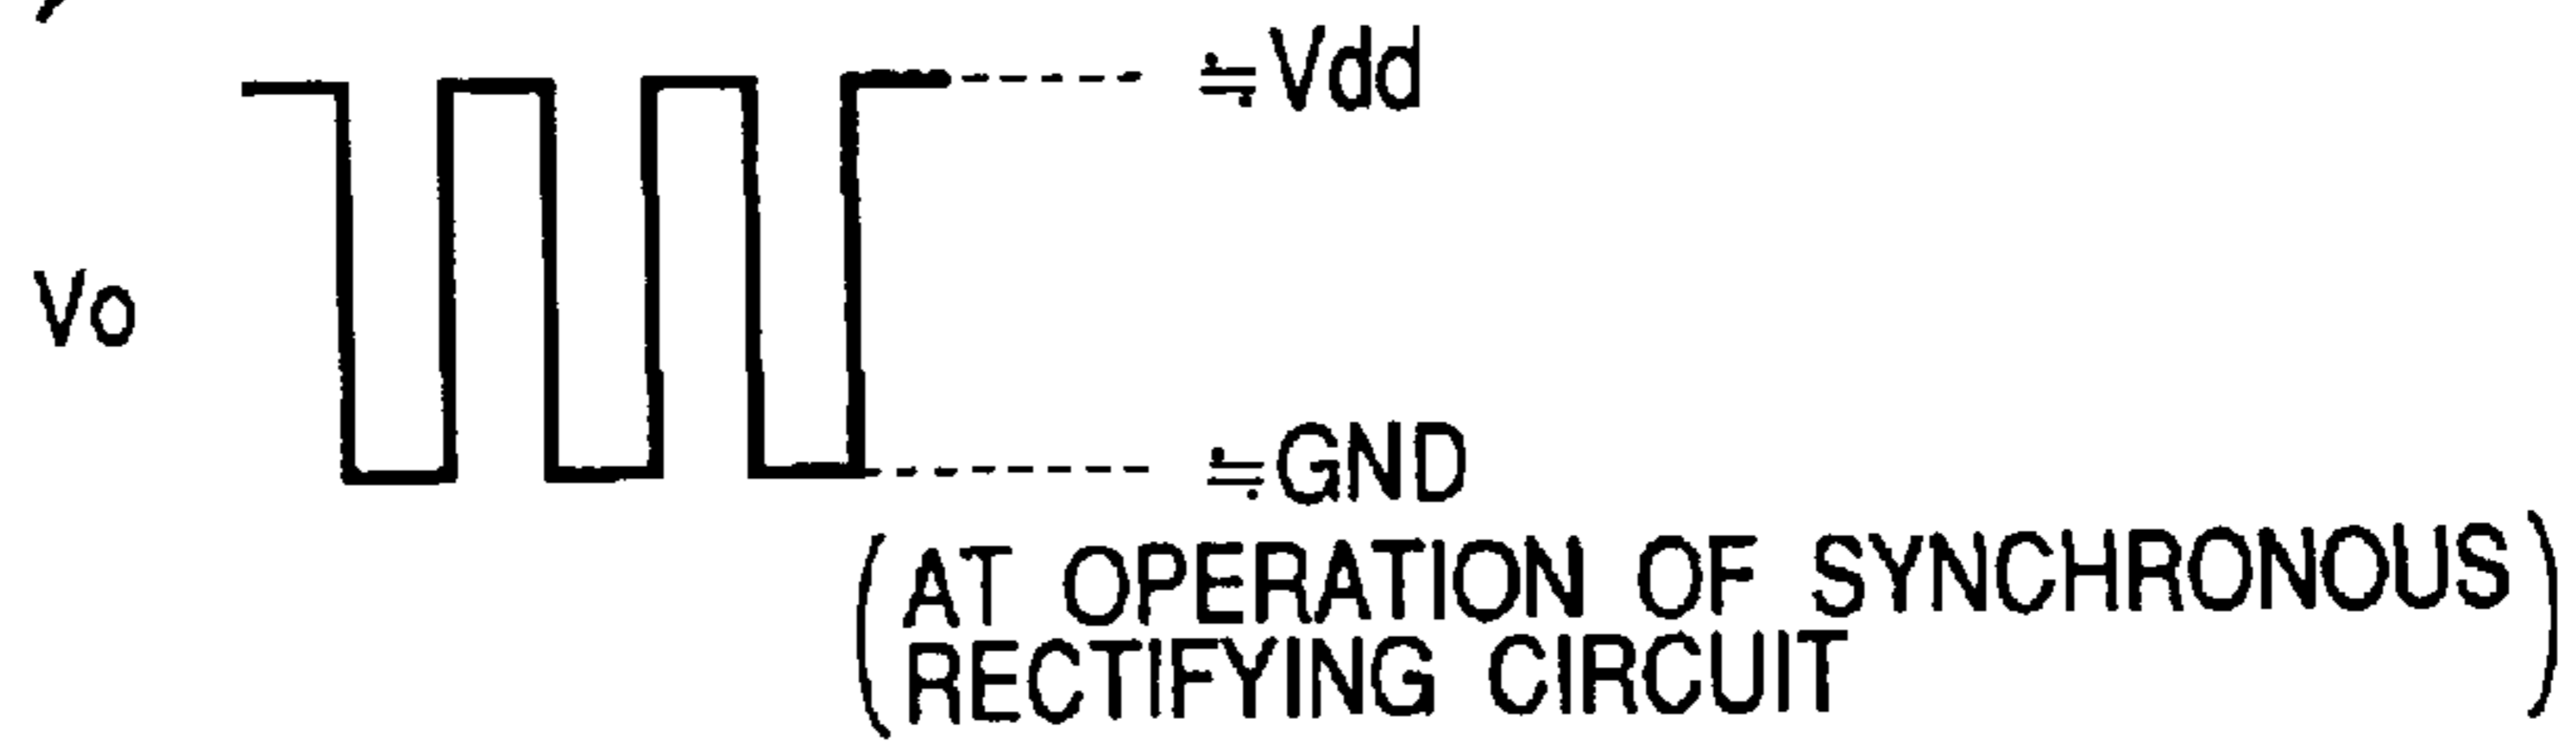 ≒Vdd
Vo
≒GND
(AT OPERATION OF SYNCHRONOUS
RECTIFYING CIRCUIT)